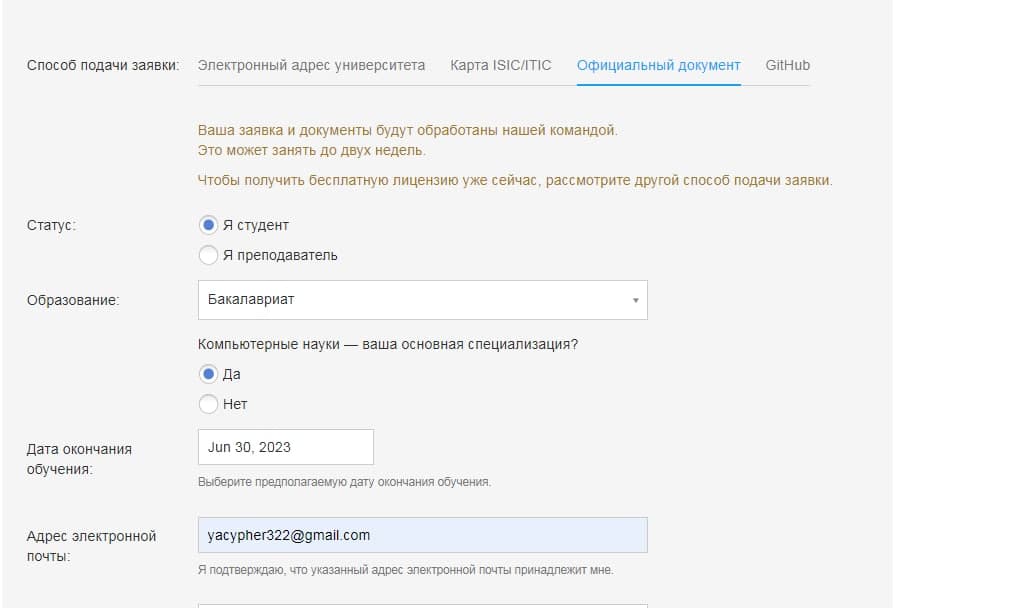 Способ подачи заявки: Электронный адрес университета Карта ISIC/ITIC Официальный документ GitHub
Ваша заявка и документы будут обработаны нашей командой.
Это может занять до двух недель.
Чтобы получить бесплатную лицензию уже сейчас, рассмотрите другой способ подачи заявки.
Статус: Я студент
Я преподаватель
Образование: Бакалавриат
Компьютерные науки — ваша основная специализация?
Да
Нет
Дата окончания обучения: Jun 30, 2023
Выберите предполагаемую дату окончания обучения.
Адрес электронной почты: yacypher322@gmail.com
Я подтверждаю, что указанный адрес электронной почты принадлежит мне.